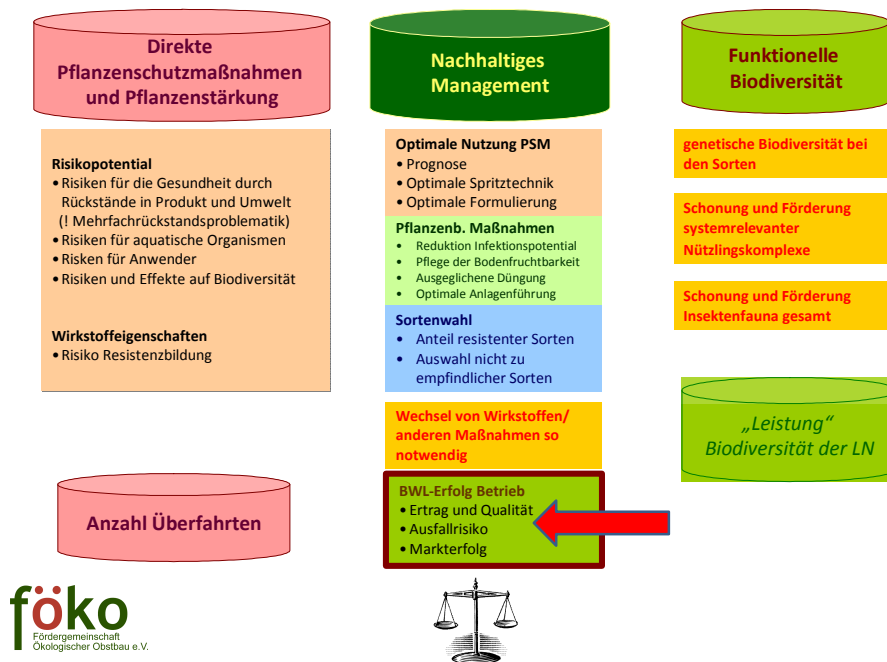 Direkte
Pflanzenschutzmaßnahmen
und Pflanzenstärkung
Risikopotential
• Risiken für die Gesundheit durch
Rückstände in Produkt und Umwelt
(! Mehrfachrückstandsproblematik)
• Risiken für aquatische Organismen
• Risiken für Anwender
• Risiken und Effekte auf Biodiversität
Wirkstoffeigenschaften
• Risiko Resistenzbildung
Anzahl Überfahrten
Nachhaltiges
Management
Optimale Nutzung PSM
• Prognose
• Optimale Spritztechnik
• Optimale Formulierung
Pflanzenb. Maßnahmen
• Reduktion Infektionspotential
• Pflege der Bodenfruchtbarkeit
• Ausgeglichene Düngung
• Optimale Anlagenführung
Sortenwahl
• Anteil resistenter Sorten
• Auswahl nicht zu
empfindlicher Sorten
Wechsel von Wirkstoffen/
anderen Maßnahmen so
notwendig
BWL-Erfolg Betrieb
• Ertrag und Qualität
• Ausfallrisiko
• Markterfolg
Funktionelle
Biodiversität
genetische Biodiversität bei
den Sorten
Schonung und Förderung
systemrelevanter
Nützlingskomplexe
Schonung und Förderung
Insektenfauna gesamt
„Leistung“
Biodiversität der LN
föko
Fördergemeinschaft
Ökologischer Obstbau e.V.